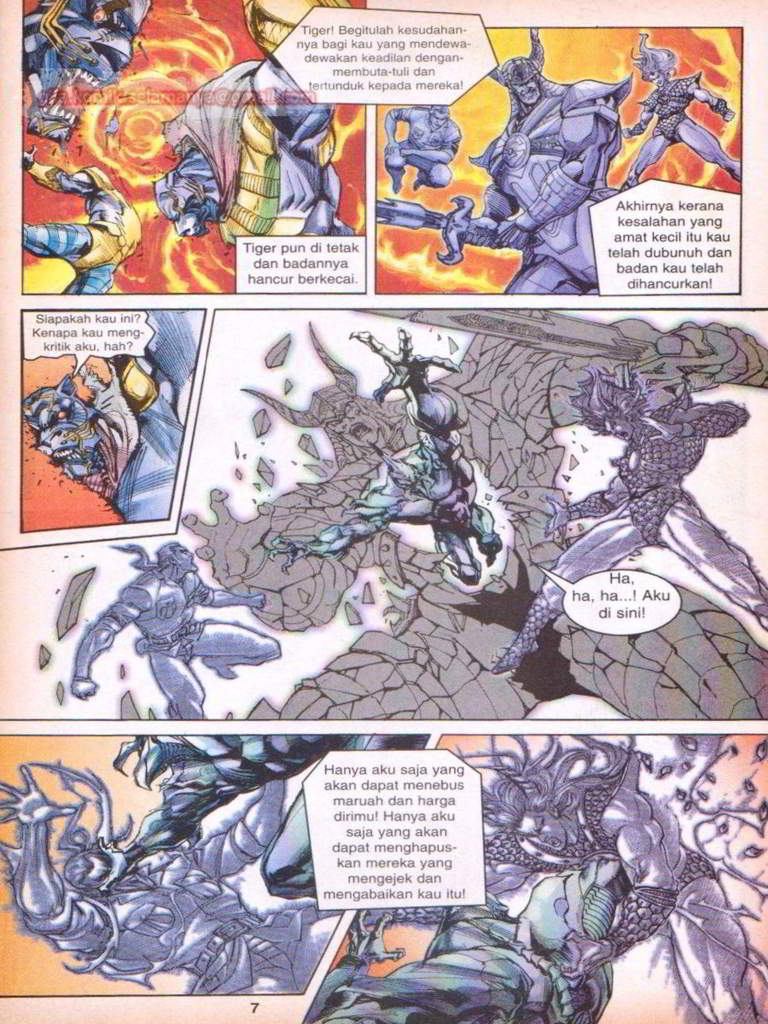 Tiger! Begitulah kesudahan-
nya bagi kau yang mendewa-
dewakan keadilan dengan-
membuta-tuli dan
tertunduk kepada mereka!
Tiger pun di tetak
dan badannya
hancur berkecai.
Akhirnya kerana
kesalahan yang
amat kecil itu kau
telah dubunuh dan
badan kau telah
dihancurkan!
Siapakah kau ini?
Kenapa kau meng-
kritik aku, hah?
Ha,
ha, ha...! Aku
di sini!
Hanya aku saja yang
akan dapat menebus
maruah dan harga
dirimu! Hanya aku
saja yang akan
dapat menghapus-
kan mereka yang
mengejek dan
mengabaikan kau itu!
7